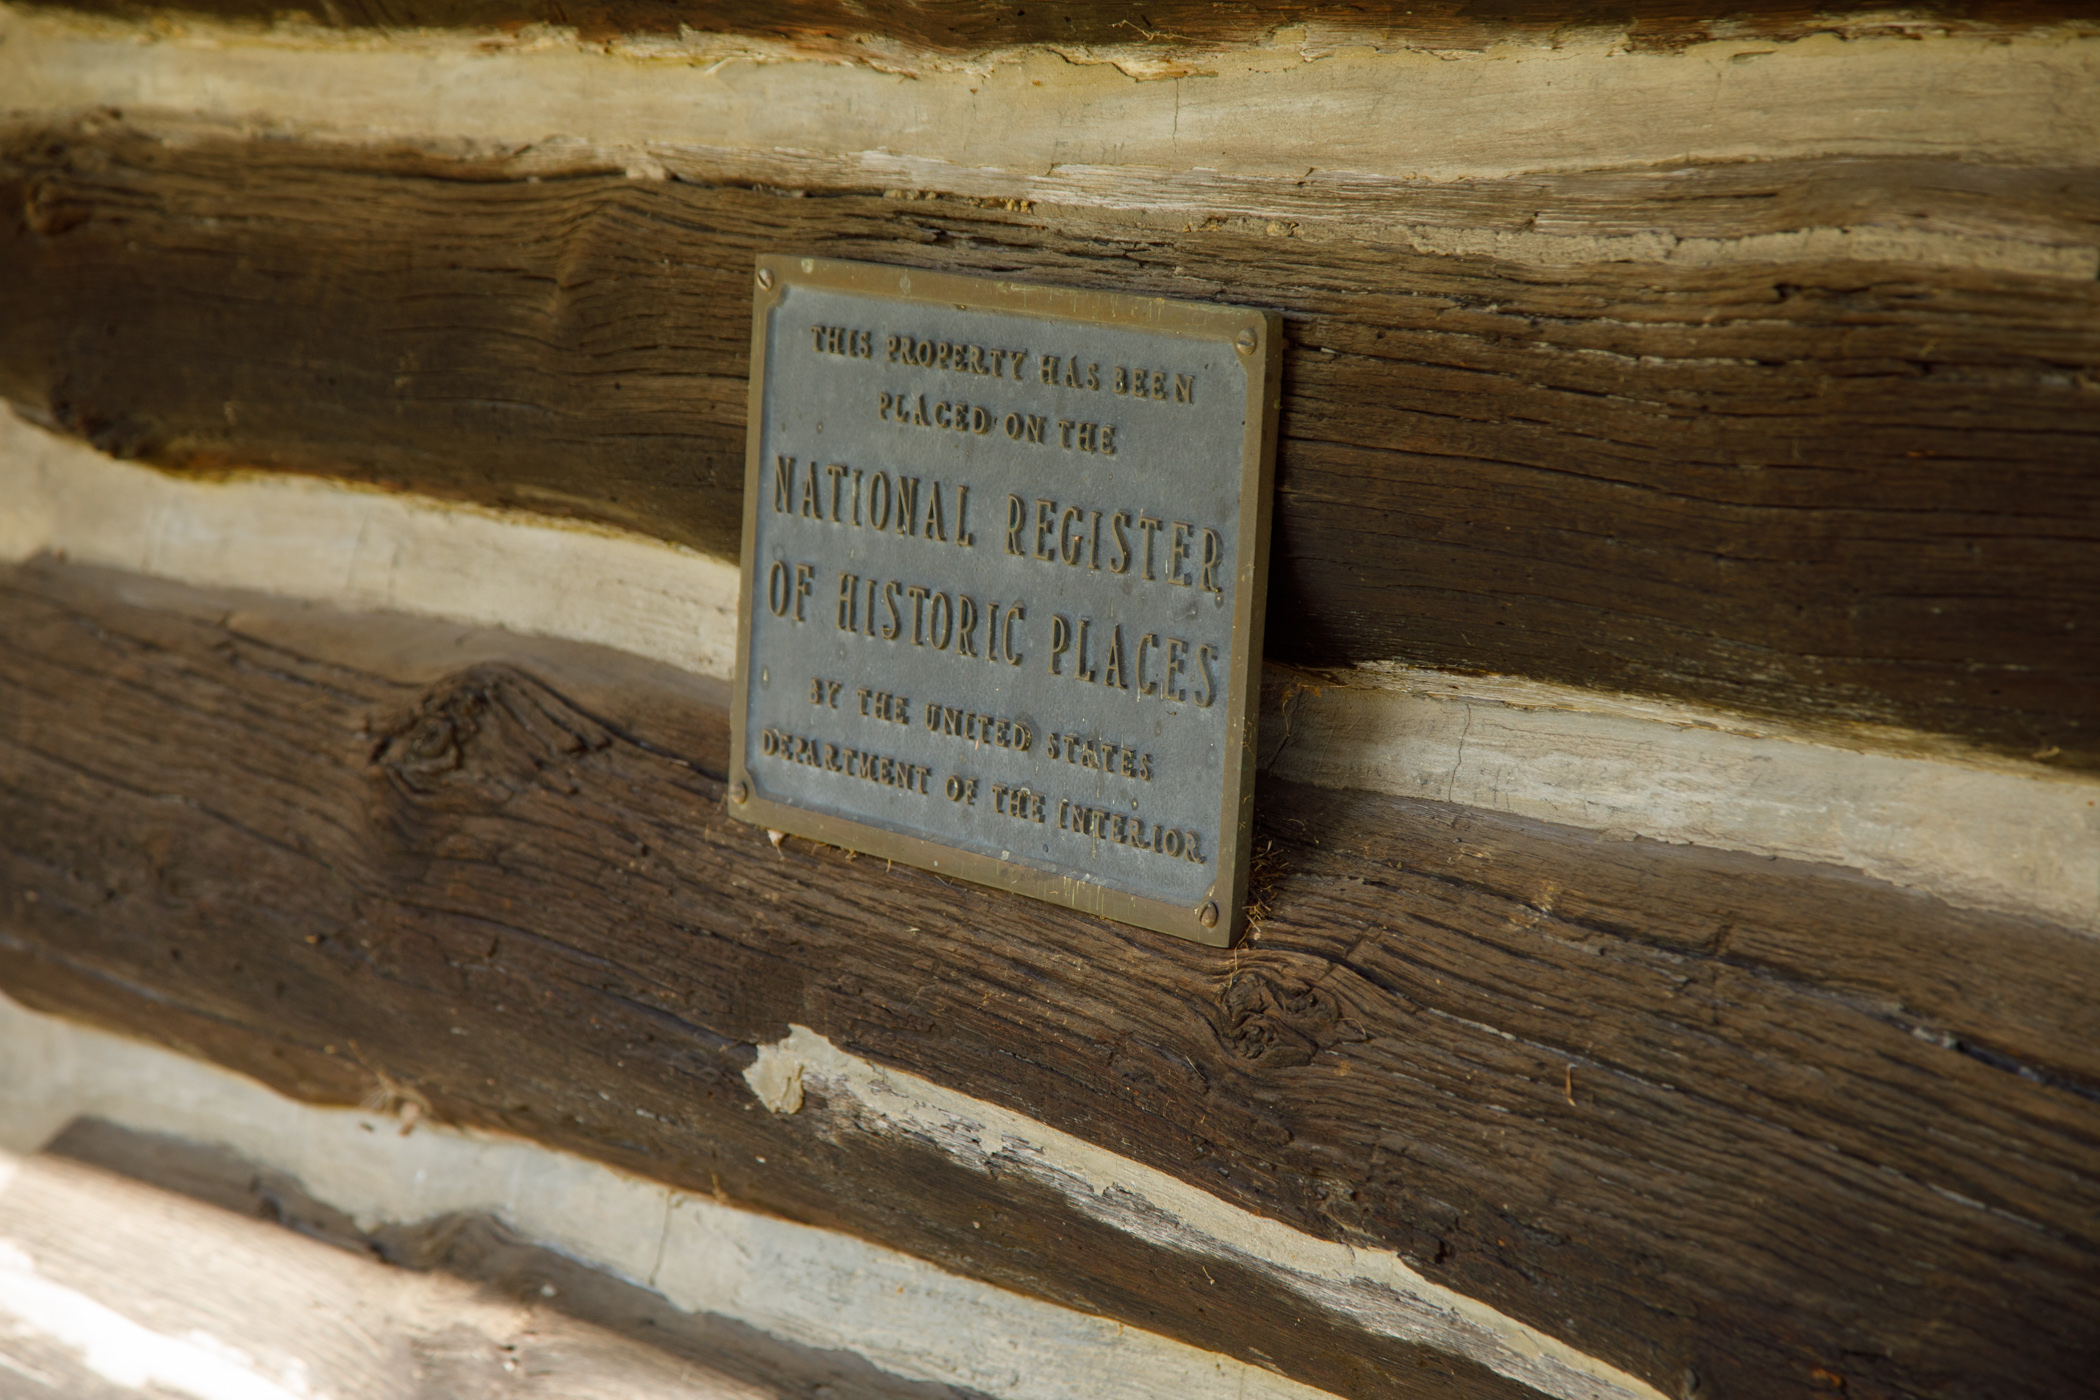 THIS PROPERTY HAS BEEN
PLACED ON THE
NATIONAL REGISTER
OF HISTORIC PLACES
BY THE UNITED STATES
DEPARTMENT OF THE INTERIOR